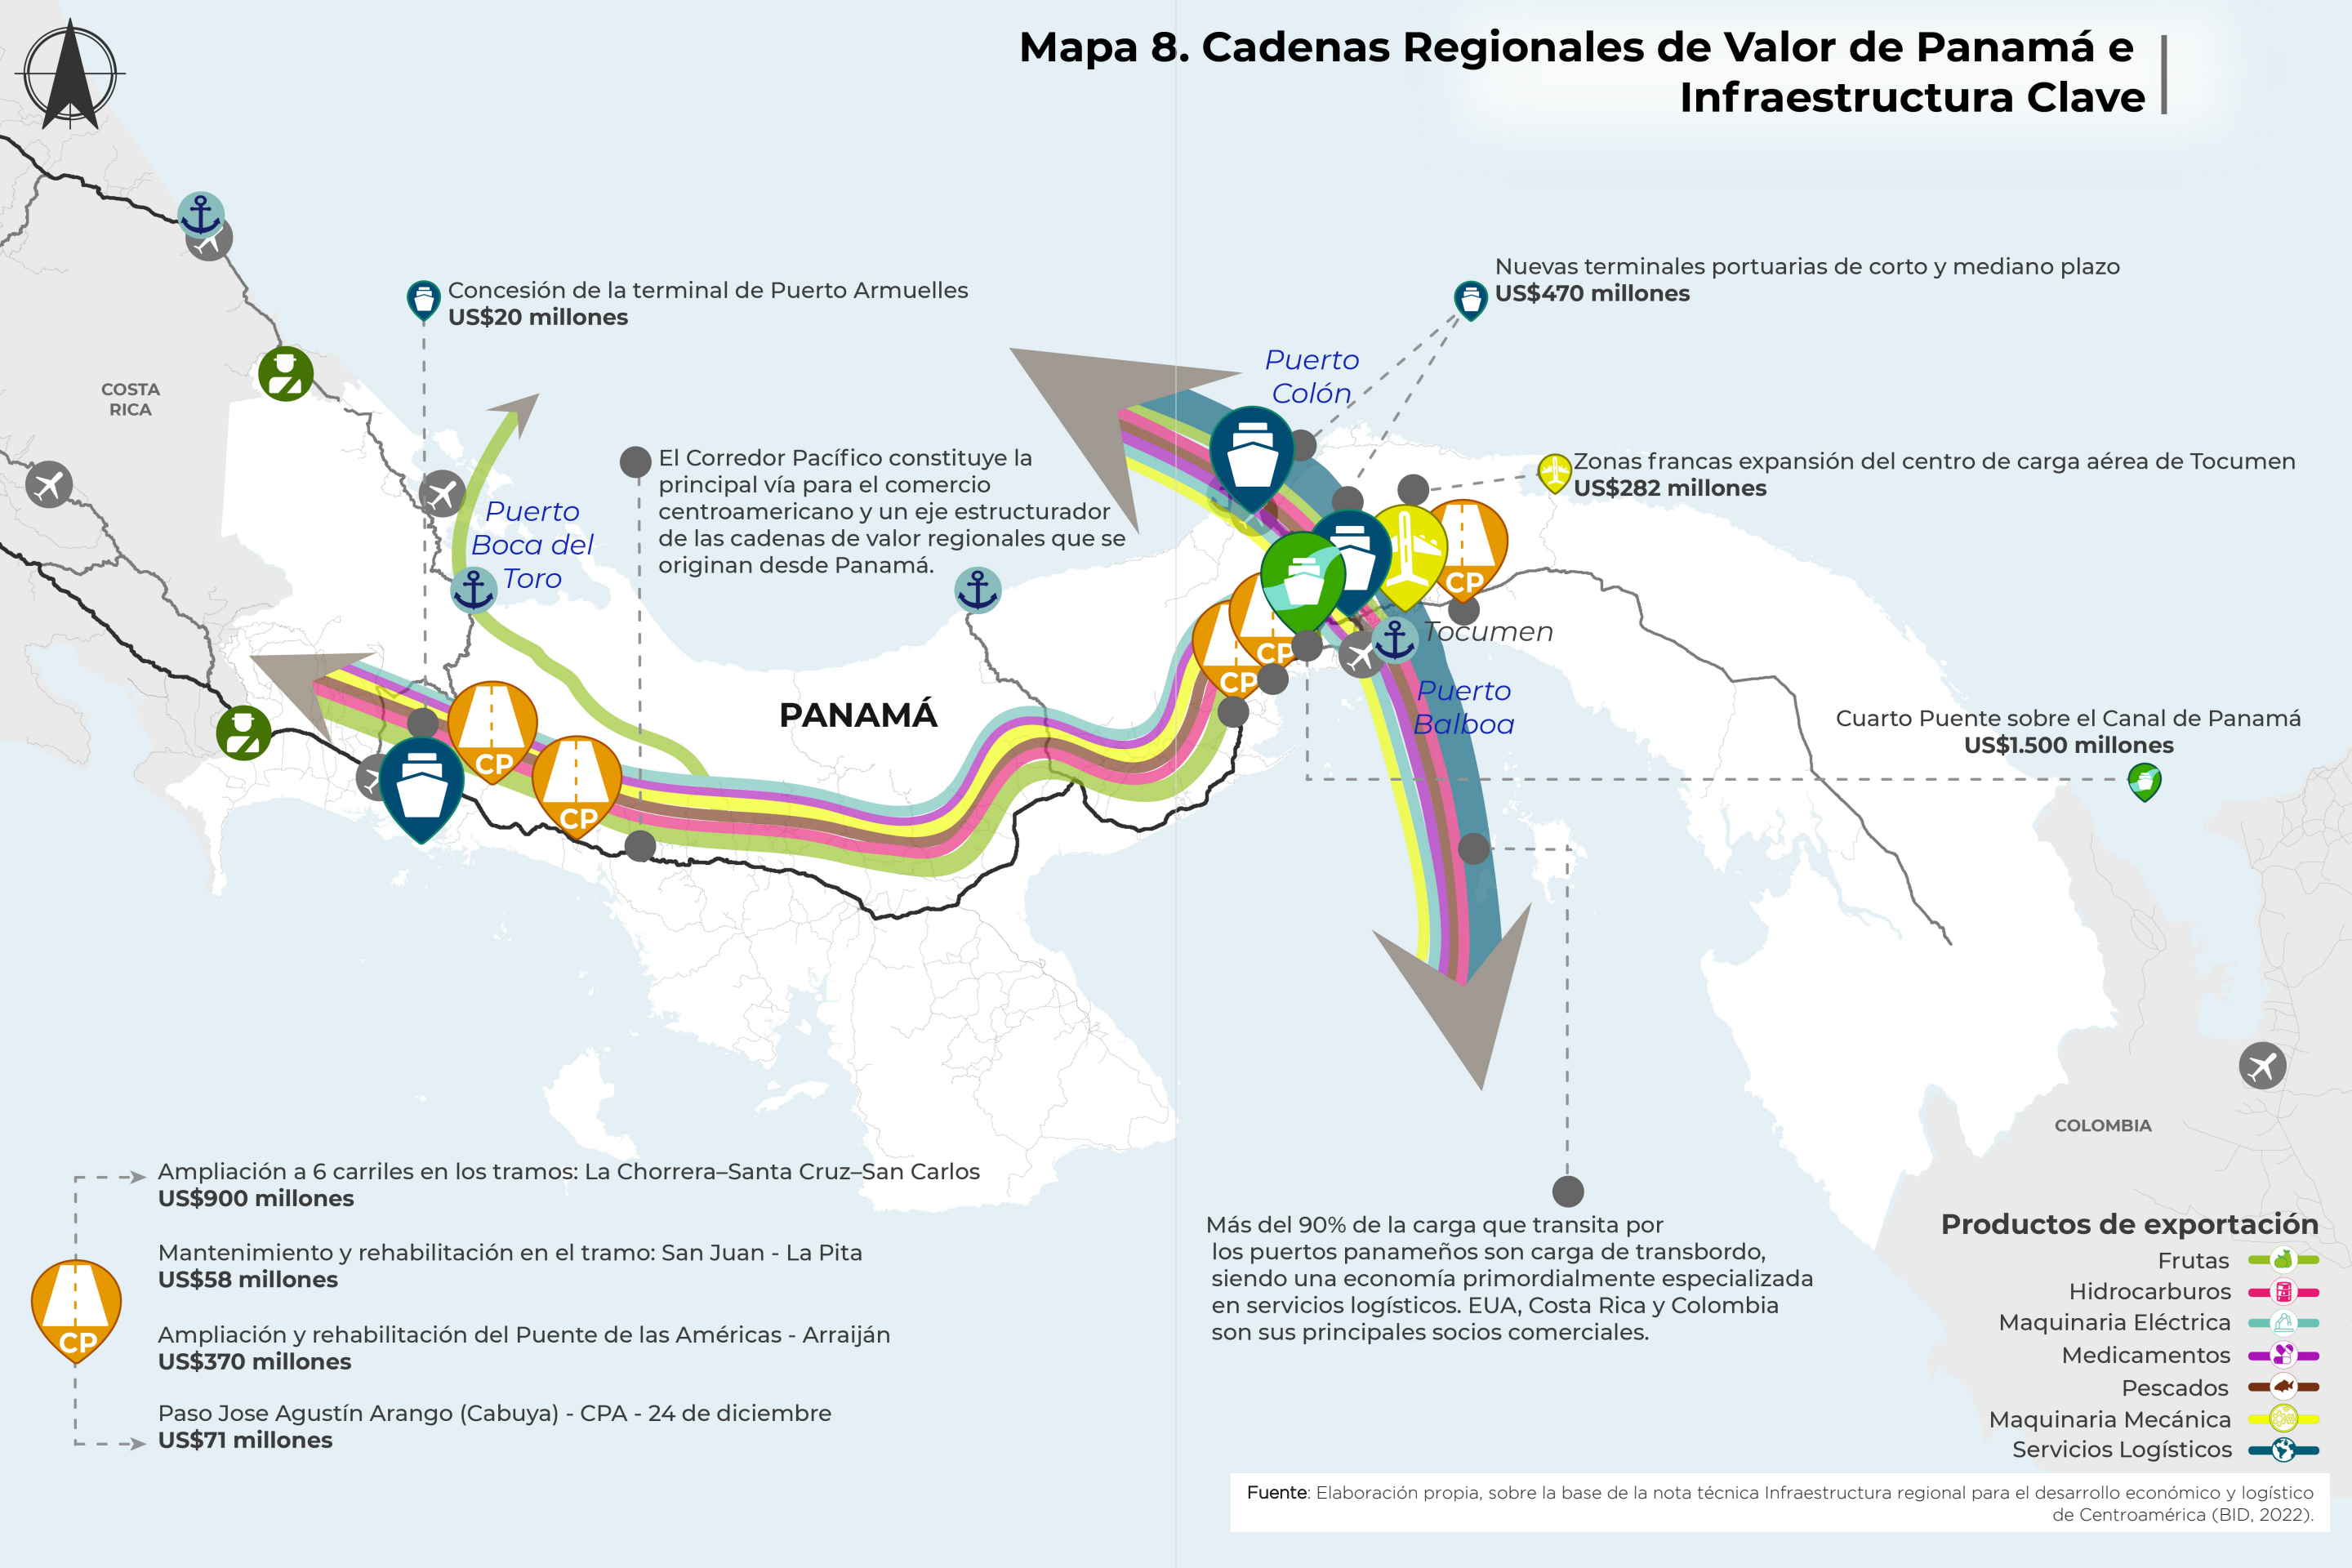 Mapa 8. Cadenas Regionales de Valor de Panamá e
Infraestructura Clave
COSTA
RICA
Concesión de la terminal de Puerto Armuelles
US$20 millones
Nuevas terminales portuarias de corto y mediano plazo
US$470 millones
Puerto
Colón
Zonas francas expansión del centro de carga aérea de Tocumen
US$282 millones
El Corredor Pacífico constituye la
principal vía para el comercio
centroamericano y un eje estructurador
de las cadenas de valor regionales que se
originan desde Panamá.
Puerto
Boca del
Toro
CP
CP
CP
CP
CP
Tocumen
Puerto
Balboa
PANAMÁ
Cuarto Puente sobre el Canal de Panamá
US$1.500 millones
COLOMBIA
Ampliación a 6 carriles en los tramos: La Chorrera–Santa Cruz–San Carlos
US$900 millones
Mantenimiento y rehabilitación en el tramo: San Juan - La Pita
US$58 millones
CP
Ampliación y rehabilitación del Puente de las Américas - Arraiján
US$370 millones
Paso Jose Agustín Arango (Cabuya) - CPA - 24 de diciembre
US$71 millones
Más del 90% de la carga que transita por
los puertos panameños son carga de transbordo,
siendo una economía primordialmente especializada
en servicios logísticos. EUA, Costa Rica y Colombia
son sus principales socios comerciales.
Productos de exportación
Frutas
Hidrocarburos
Maquinaria Eléctrica
Medicamentos
Pescados
Maquinaria Mecánica
Servicios Logísticos
Fuente: Elaboración propia, sobre la base de la nota técnica Infraestructura regional para el desarrollo económico y logístico
de Centroamérica (BID, 2022).